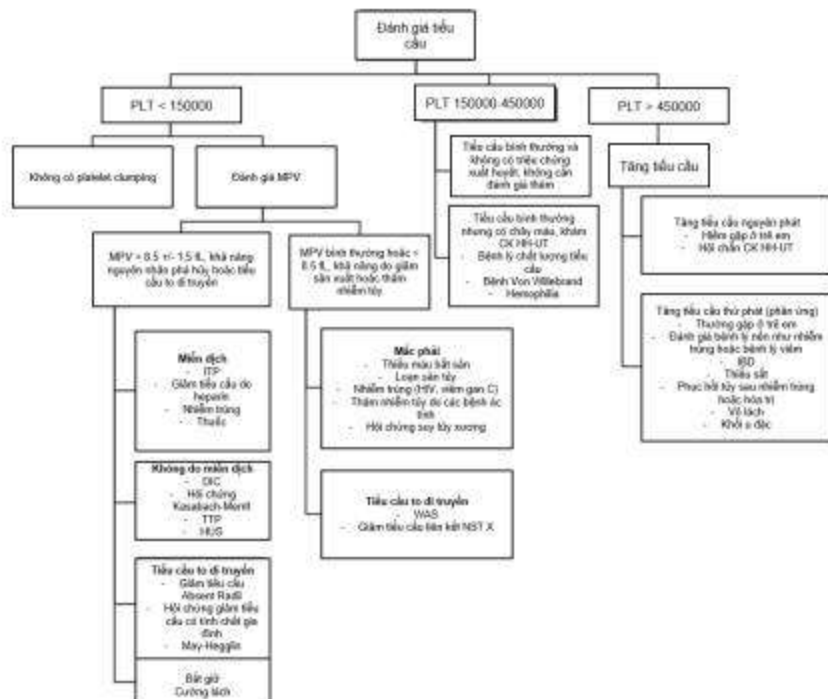 Đánh giá tiểu
cầu
PLT < 150000
PLT 150000-450000
PLT > 450000
Không có platelet clumping
Đánh giá MPV
Tiểu cầu bình thường và
không có triệu chứng
xuất huyết, không cần
đánh giá thêm
Tăng tiểu cầu
MPV > 8.5 +/- 1.5 fL, khả năng
nguyên nhân phá hủy hoặc tiểu
cầu to di truyền
MPV bình thường hoặc <
8.5 fL, khả năng do giảm
sản xuất hoặc thâm
nhiễm tủy
Tiểu cầu bình thường
nhưng có chảy máu, khám
CK HH-UT
- Bệnh lý chất lượng tiểu
cầu
- Bệnh Von Willebrand
- Hemophilia
Tăng tiểu cầu nguyên phát
- Hiếm gặp ở trẻ em
- Hội chẩn CK HH-UT
Tăng tiểu cầu thứ phát (phản ứng)
- Thường gặp ở trẻ em
- Đánh giá bệnh lý nền như nhiễm
trùng hoặc bệnh lý viêm
- IBD
- Thiếu sắt
- Phục hồi tủy sau nhiễm trùng
hoặc hóa trị
- Vô lách
- Khối u đặc
Miễn dịch
- ITP
- Giảm tiểu cầu do
heparin
- Nhiễm trùng
- Thuốc
Mắc phải
- Thiếu máu bất sản
- Loạn sản tủy
- Nhiễm trùng (HIV, viêm gan C)
- Thâm nhiễm tủy do các bệnh ác
tính
- Hội chứng suy tủy xương
Không do miễn dịch
- DIC
- Hội chứng
Kasabach-Merritt
- TTP
- HUS
Tiểu cầu to di truyền
- WAS
- Giảm tiểu cầu liên kết NST X
Tiểu cầu to di truyền
- Giảm tiểu cầu
Absent Radii
- Hội chứng giảm tiểu
cầu có tính chất gia
đình
- May-Hegglin
Bắt giữ
Cường lách